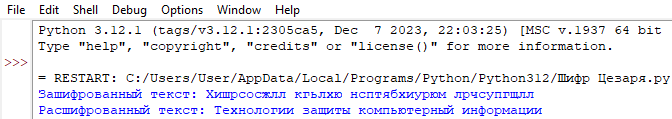 File Edit Shell Debug Options Window Help
Python 3.12.1 (tags/v3.12.1:2305ca5, Dec  7 2023, 22:03:25) [MSC v.1937 64 bit
Type "help", "copyright", "credits" or "license()" for more information.
>>>
= RESTART: C:/Users/User/AppData/Local/Programs/Python/Python312/Шифр Цезаря.py
Зашифрованный текст: Хишрсосжлл кгьлхю нсптябхиурюм лрчсупгщлл
Расшифрованный текст: Технологии защиты компьютерный информации